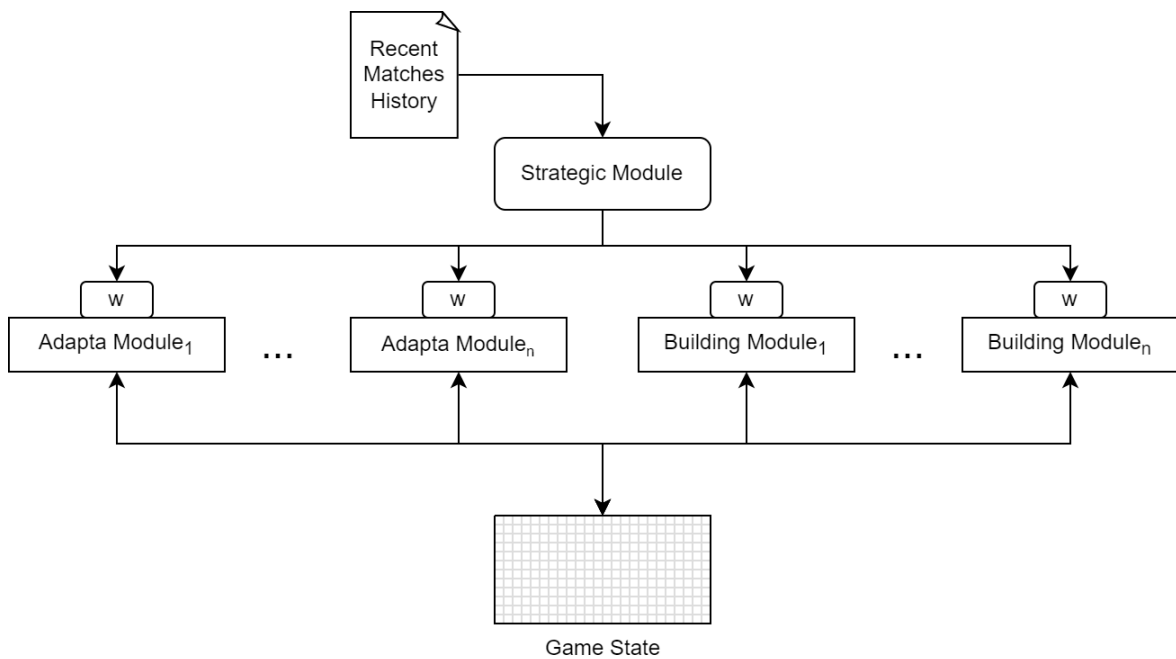 Recent
Matches
History
Strategic Module
w
w
w
w
Adapta Module₁
...
Adapta Moduleₙ
Building Module₁
...
Building Moduleₙ
Game State